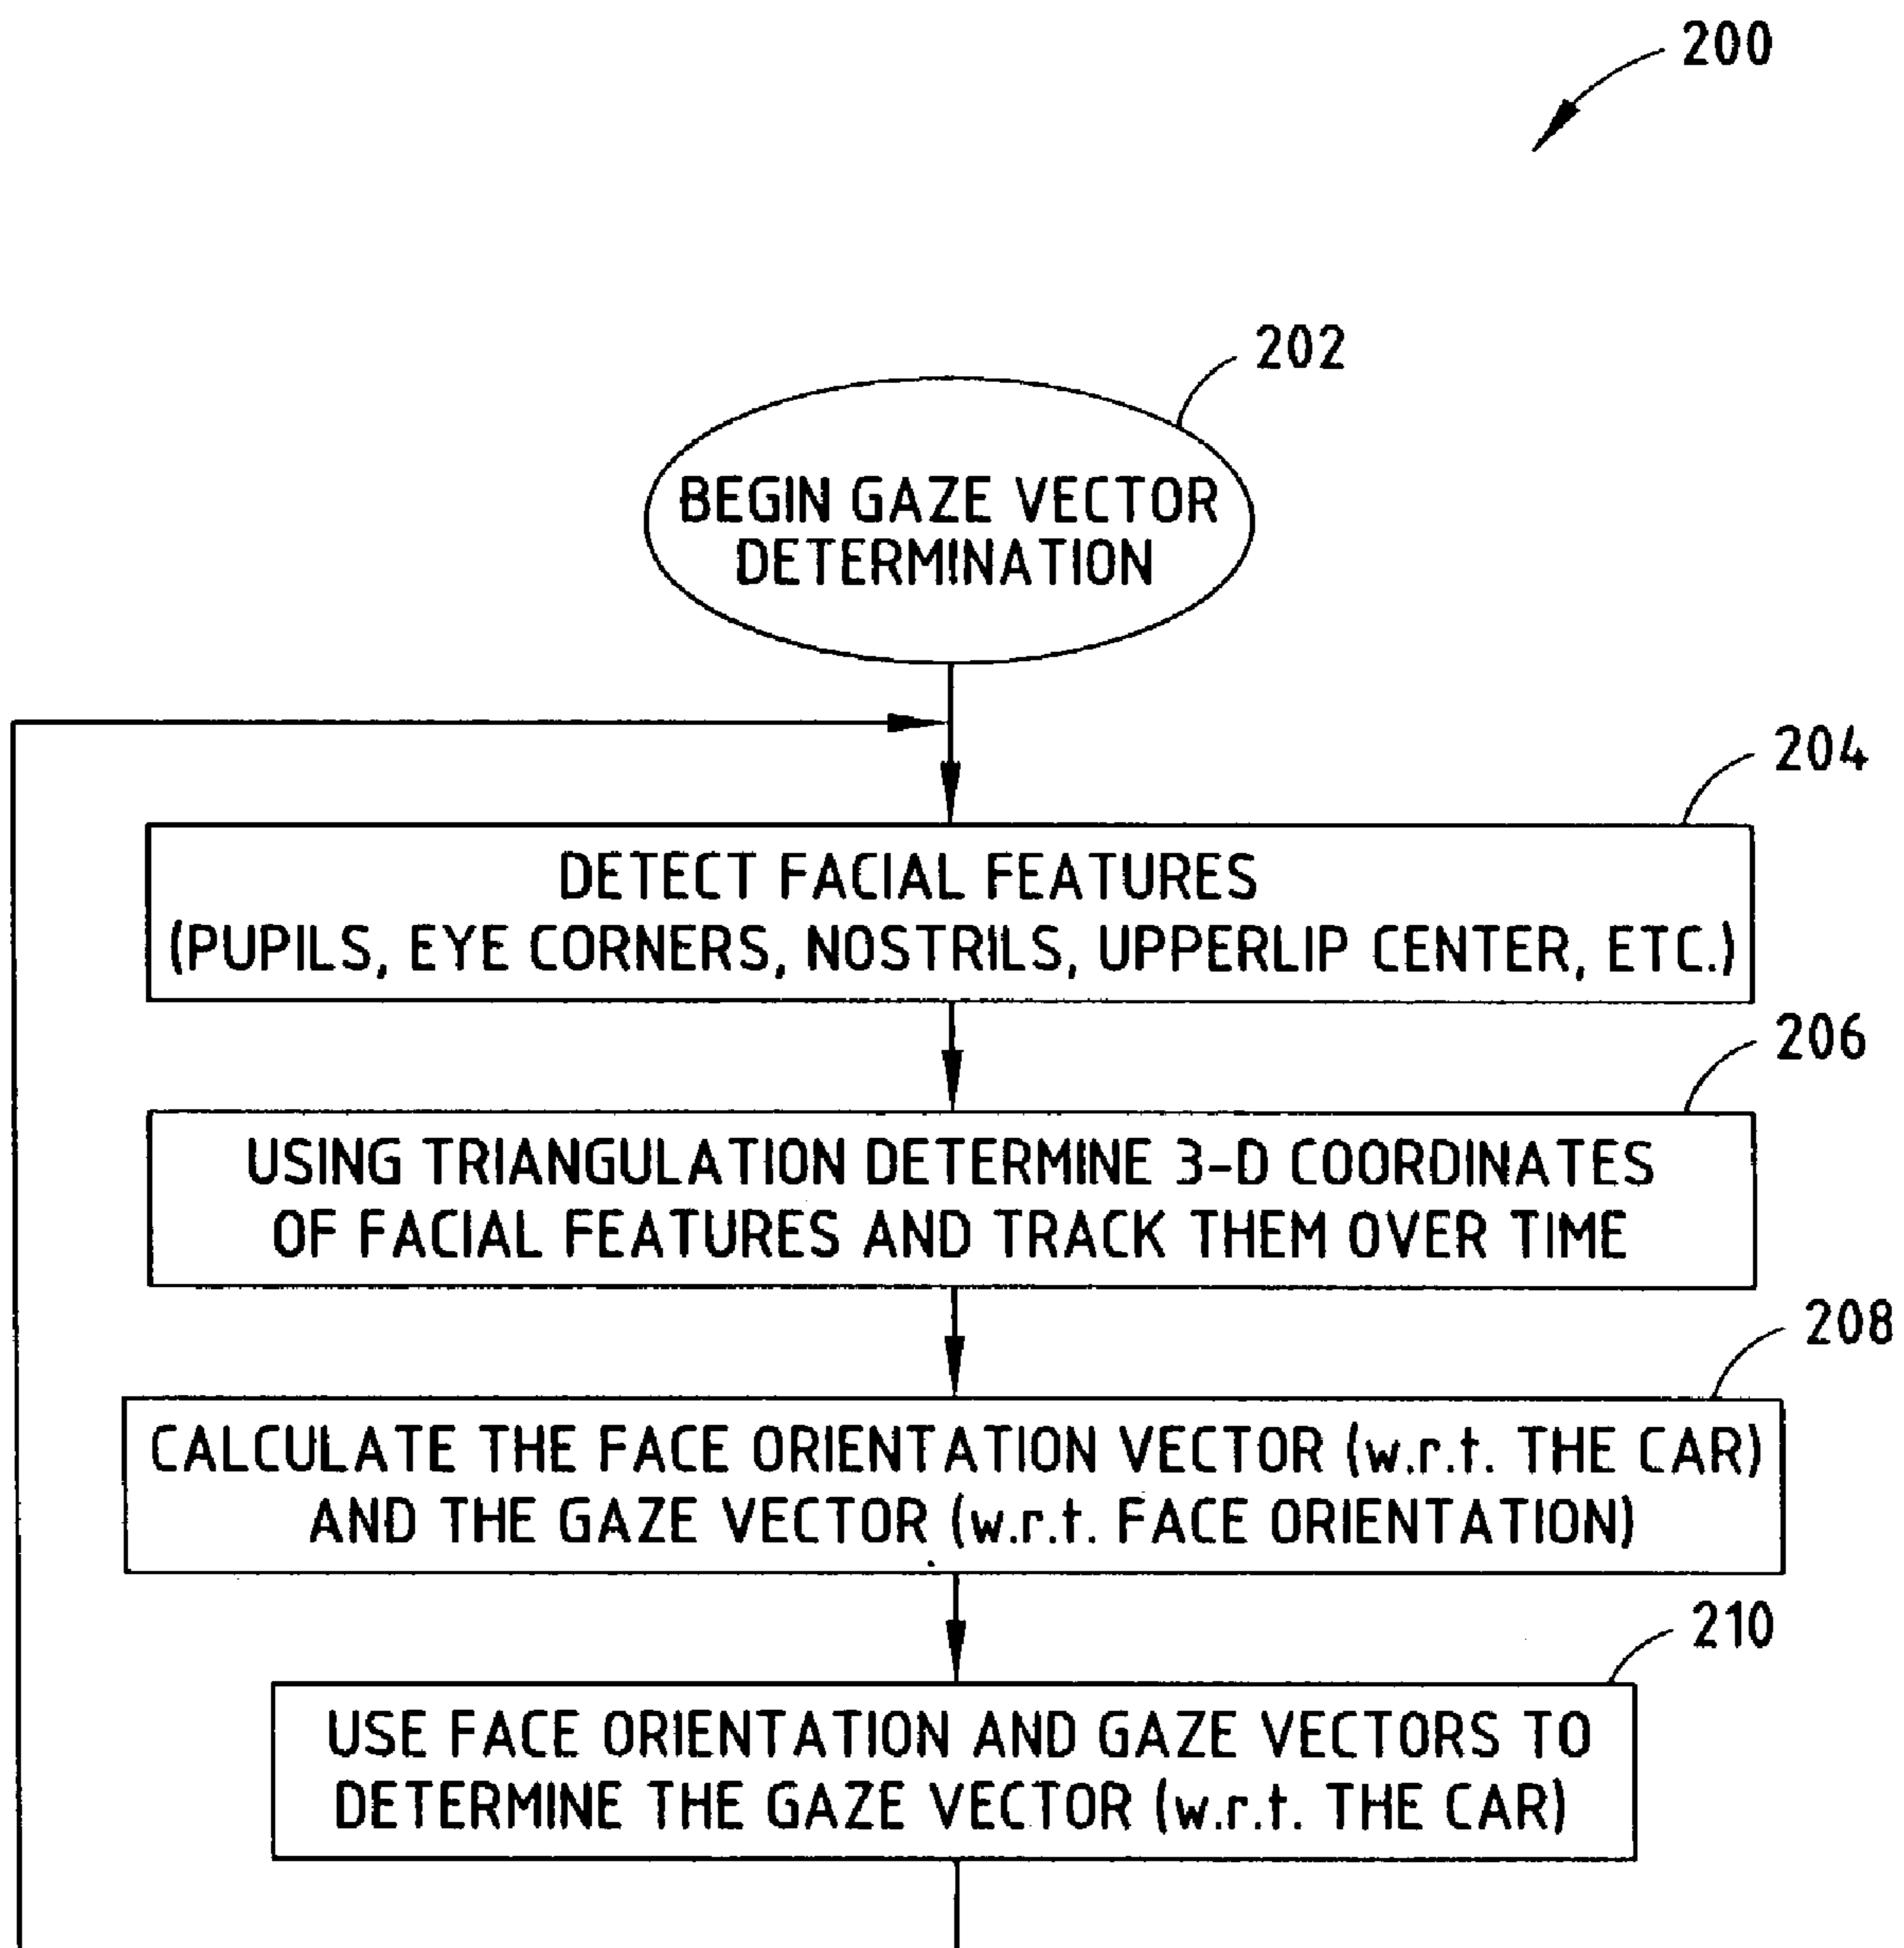 200
202
BEGIN GAZE VECTOR
DETERMINATION
204
DETECT FACIAL FEATURES
(PUPILS, EYE CORNERS, NOSTRILS, UPPERLIP CENTER, ETC.)
206
USING TRIANGULATION DETERMINE 3-D COORDINATES
OF FACIAL FEATURES AND TRACK THEM OVER TIME
208
CALCULATE THE FACE ORIENTATION VECTOR (w.r.t. THE CAR)
AND THE GAZE VECTOR (w.r.t. FACE ORIENTATION)
210
USE FACE ORIENTATION AND GAZE VECTORS TO
DETERMINE THE GAZE VECTOR (w.r.t. THE CAR)